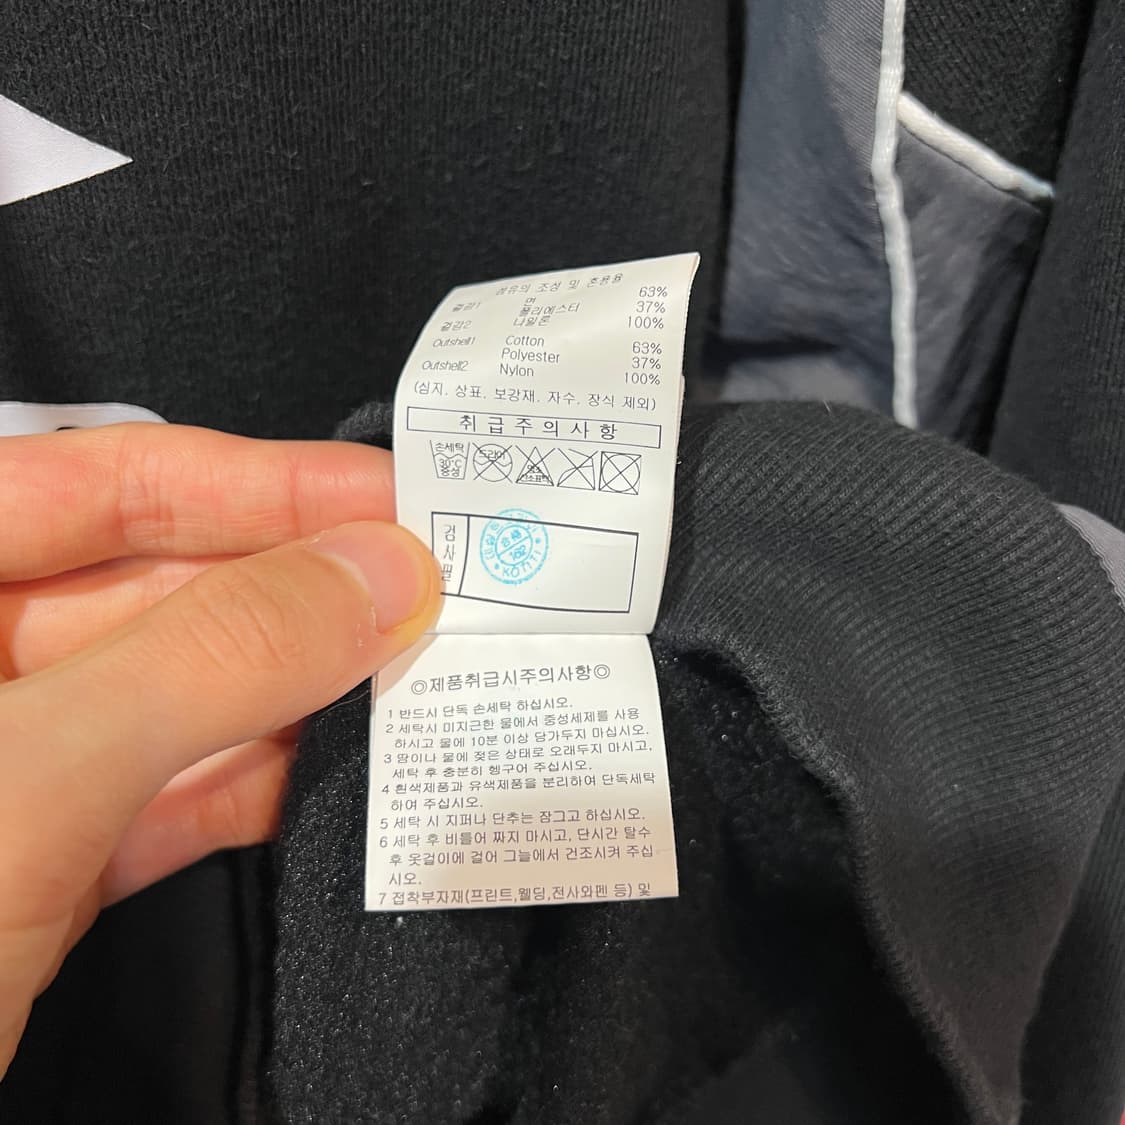 섬유의 조성 및 혼용율
겉감1 면 63%
폴리에스터 37%
겉감2 나일론 100%
Outshell1 Cotton 63%
Polyester 37%
Outshell2 Nylon 100%
(심지, 상표, 보강재, 자수, 장식 제외)
취급주의사항
손세탁 드라이
30℃ 염소
중성 산소표백
검사필
송 새
162
KOTITI
◎제품취급시주의사항◎
1 반드시 단독 손세탁 하십시오.
2 세탁시 미지근한 물에서 중성세제를 사용
하시고 물에 10분 이상 당가두지 마십시오.
3 땀이나 물에 젖은 상태로 오래두지 마시고,
세탁 후 충분히 헹구어 주십시오.
4 흰색제품과 유색제품을 분리하여 단독세탁
하여 주십시오.
5 세탁 시 지퍼나 단추는 장그고 하십시오.
6 세탁 후 비틀어 짜지 마시고, 단시간 탈수
후 옷걸이에 걸어 그늘에서 건조시켜 주십
시오.
7 접착부자재(프린트,웰딩,전사와펜 등) 및